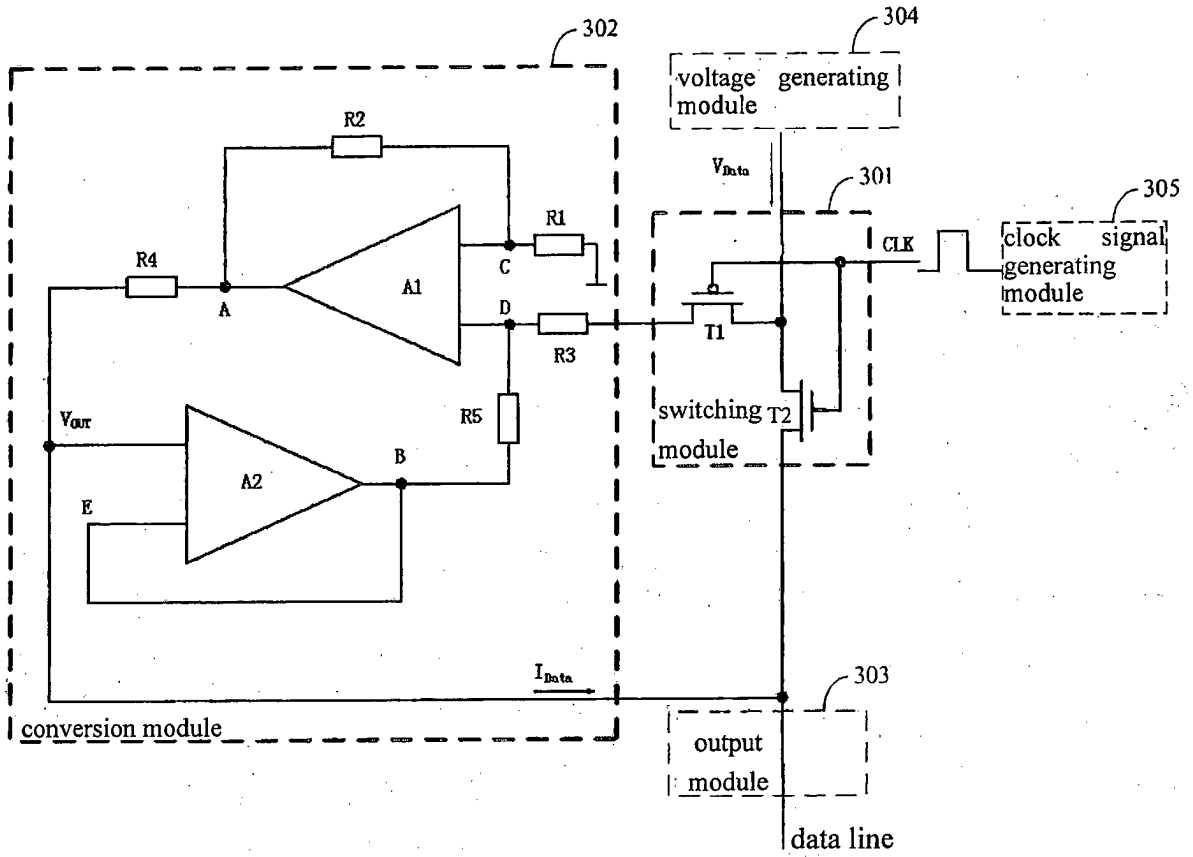 302
304
voltage generating
module
R2
VData
301
305
R1
CLK
clock signal
generating
module
C
R4
A1
A
D
R3
T1
R5
switching
module
T2
VOUT
B
A2
E
IData
303
conversion module
output
module
data line